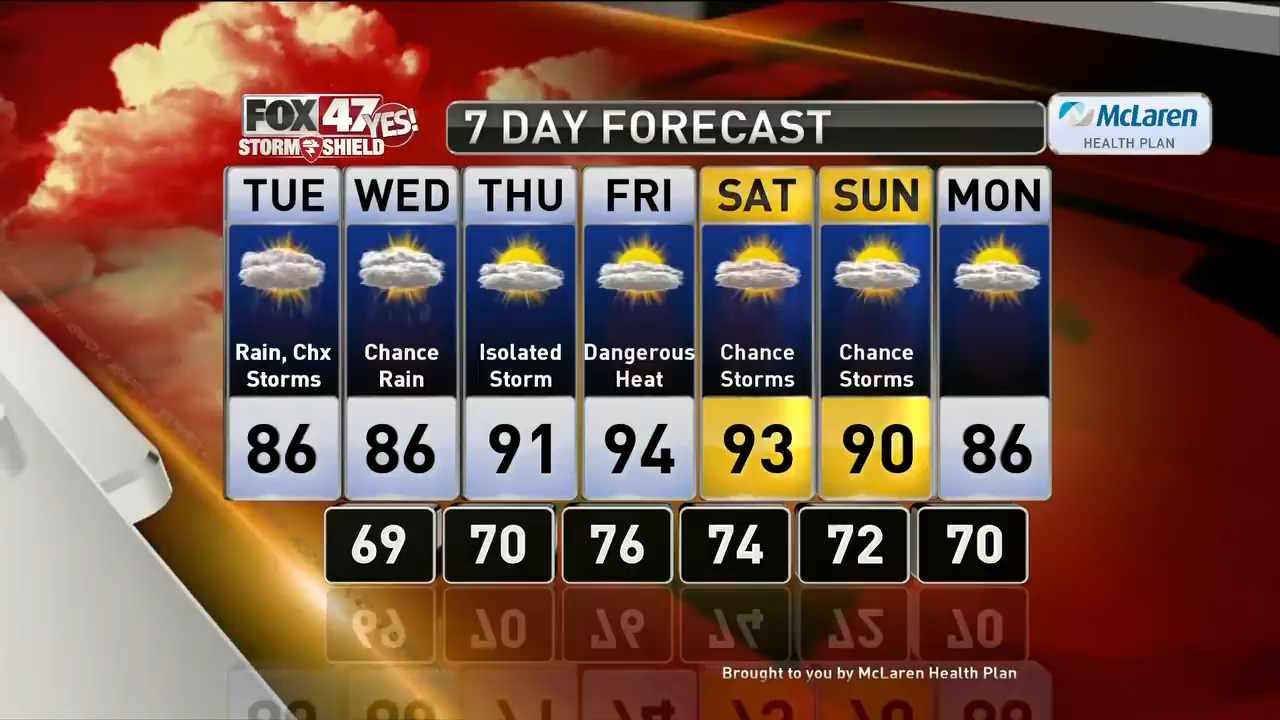 FOX 47 YES!
STORM SHIELD
7 DAY FORECAST
McLaren
HEALTH PLAN
TUE WED THU FRI SAT SUN MON
Rain, Chx Chance Isolated Dangerous Chance Chance
Storms Rain Storm Heat Storms Storms
86 86 91 94 93 90 86
69 70 76 74 72 70
Brought to you by McLaren Health Plan